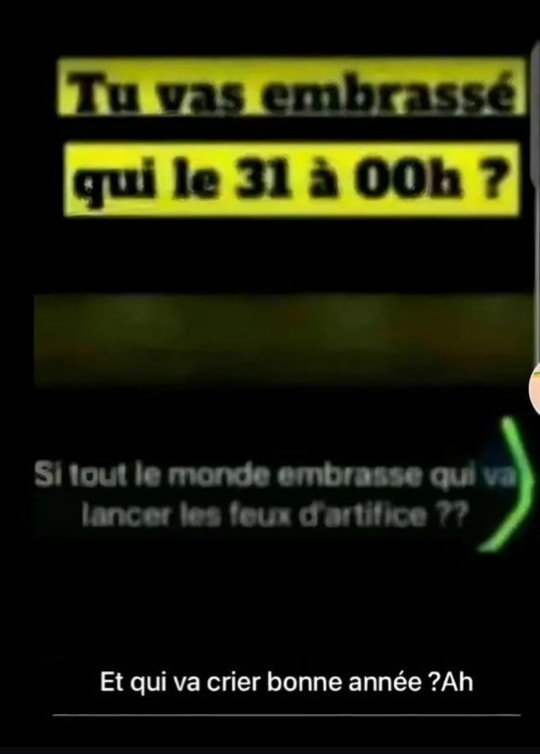 Tu vas embrassé
qui le 31 à 00h ?
Si tout le monde embrasse qui va
lancer les feux d'artifice ??
Et qui va crier bonne année ?Ah